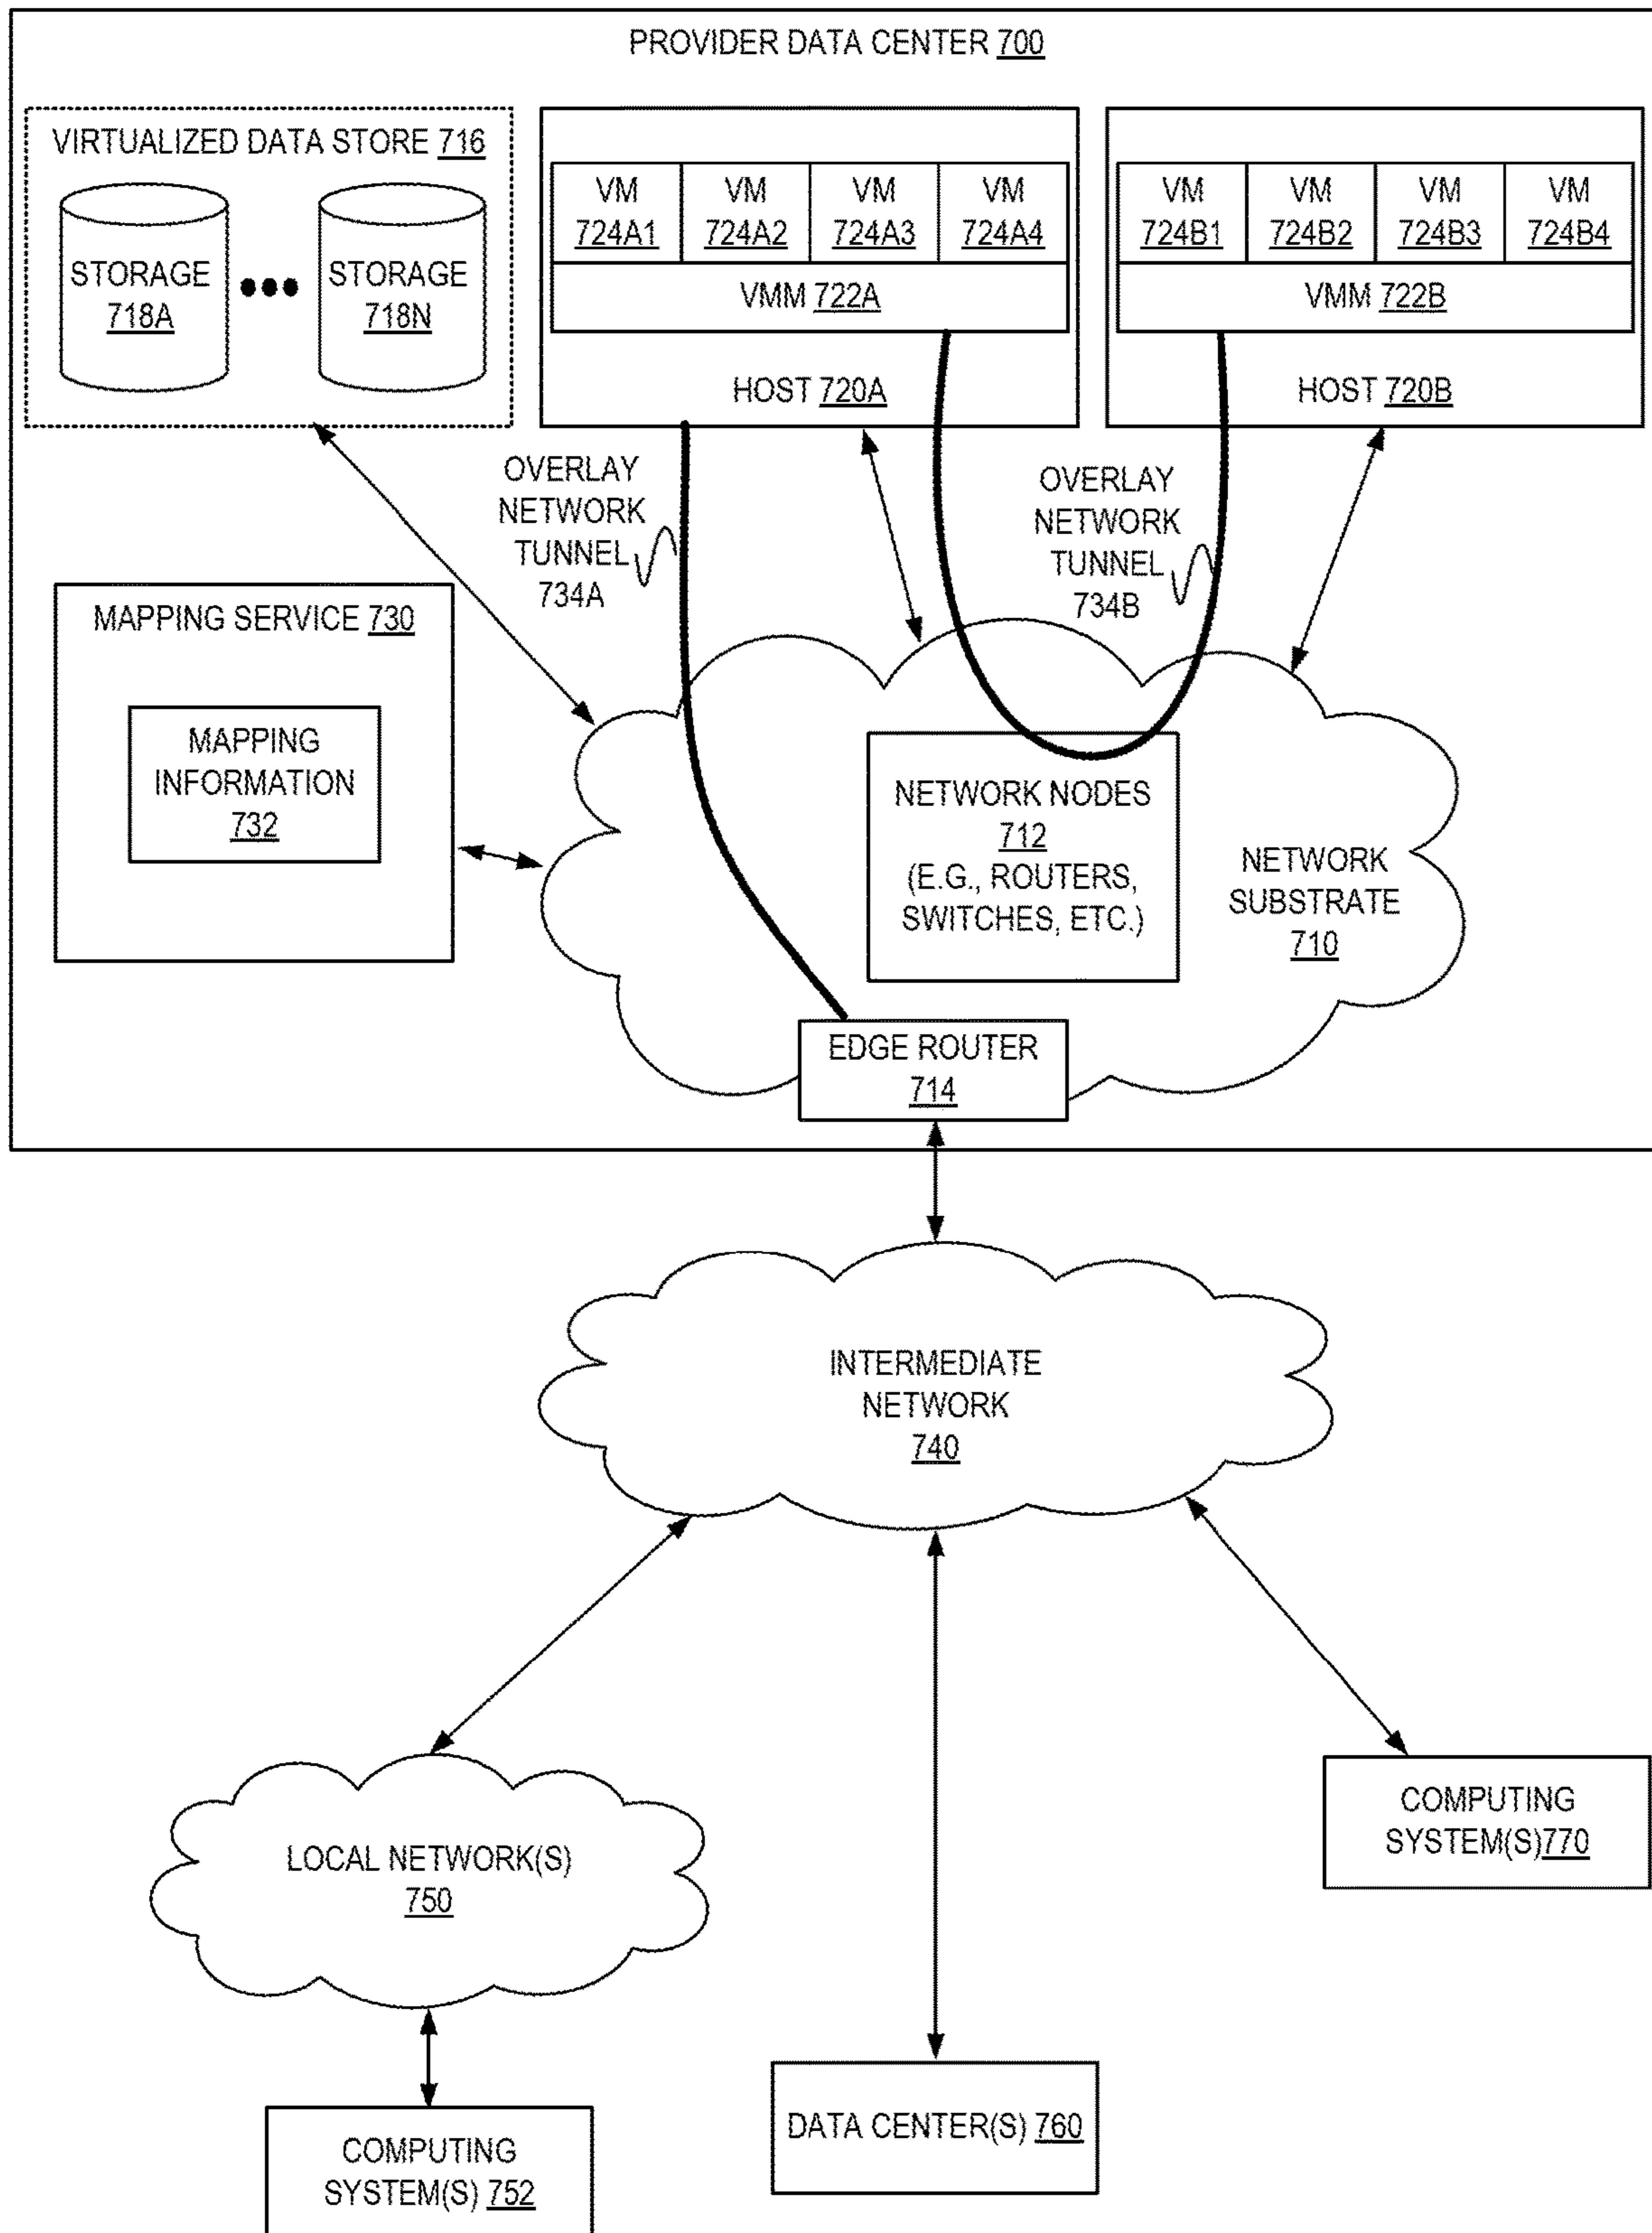 PROVIDER DATA CENTER 700
VIRTUALIZED DATA STORE 716
STORAGE
718A
STORAGE
718N
VM
724A1
VM
724A2
VM
724A3
VM
724A4
VMM 722A
HOST 720A
VM
724B1
VM
724B2
VM
724B3
VM
724B4
VMM 722B
HOST 720B
OVERLAY
NETWORK
TUNNEL
734A
OVERLAY
NETWORK
TUNNEL
734B
MAPPING SERVICE 730
MAPPING
INFORMATION
732
NETWORK NODES
712
(E.G., ROUTERS,
SWITCHES, ETC.)
NETWORK
SUBSTRATE
710
EDGE ROUTER
714
INTERMEDIATE
NETWORK
740
LOCAL NETWORK(S)
750
COMPUTING
SYSTEM(S)770
DATA CENTER(S) 760
COMPUTING
SYSTEM(S) 752